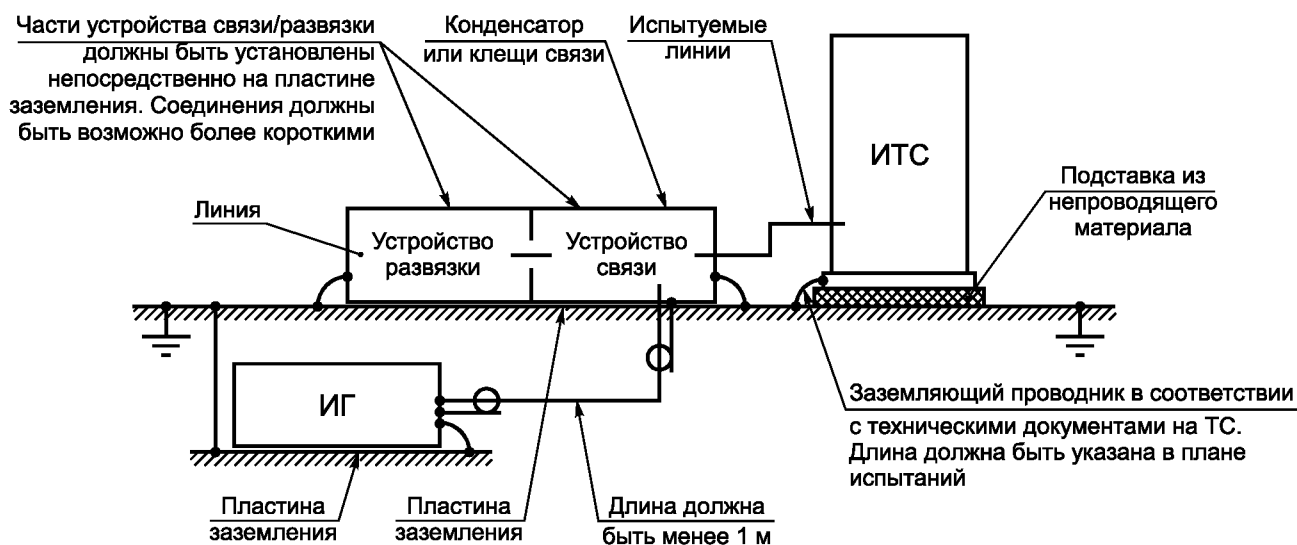 Части устройства связи/развязки
должны быть установлены
непосредственно на пластине
заземления. Соединения должны
быть возможно более короткими
Конденсатор
или клещи связи
Испытуемые
линии
ИТС
Подставка из
непроводящего
материала
Линия
Устройство
развязки
Устройство
связи
ИГ
Заземляющий проводник в соответствии
с техническими документами на ТС.
Длина должна быть указана в плане
испытаний
Пластина
заземления
Пластина
заземления
Длина должна
быть менее 1 м